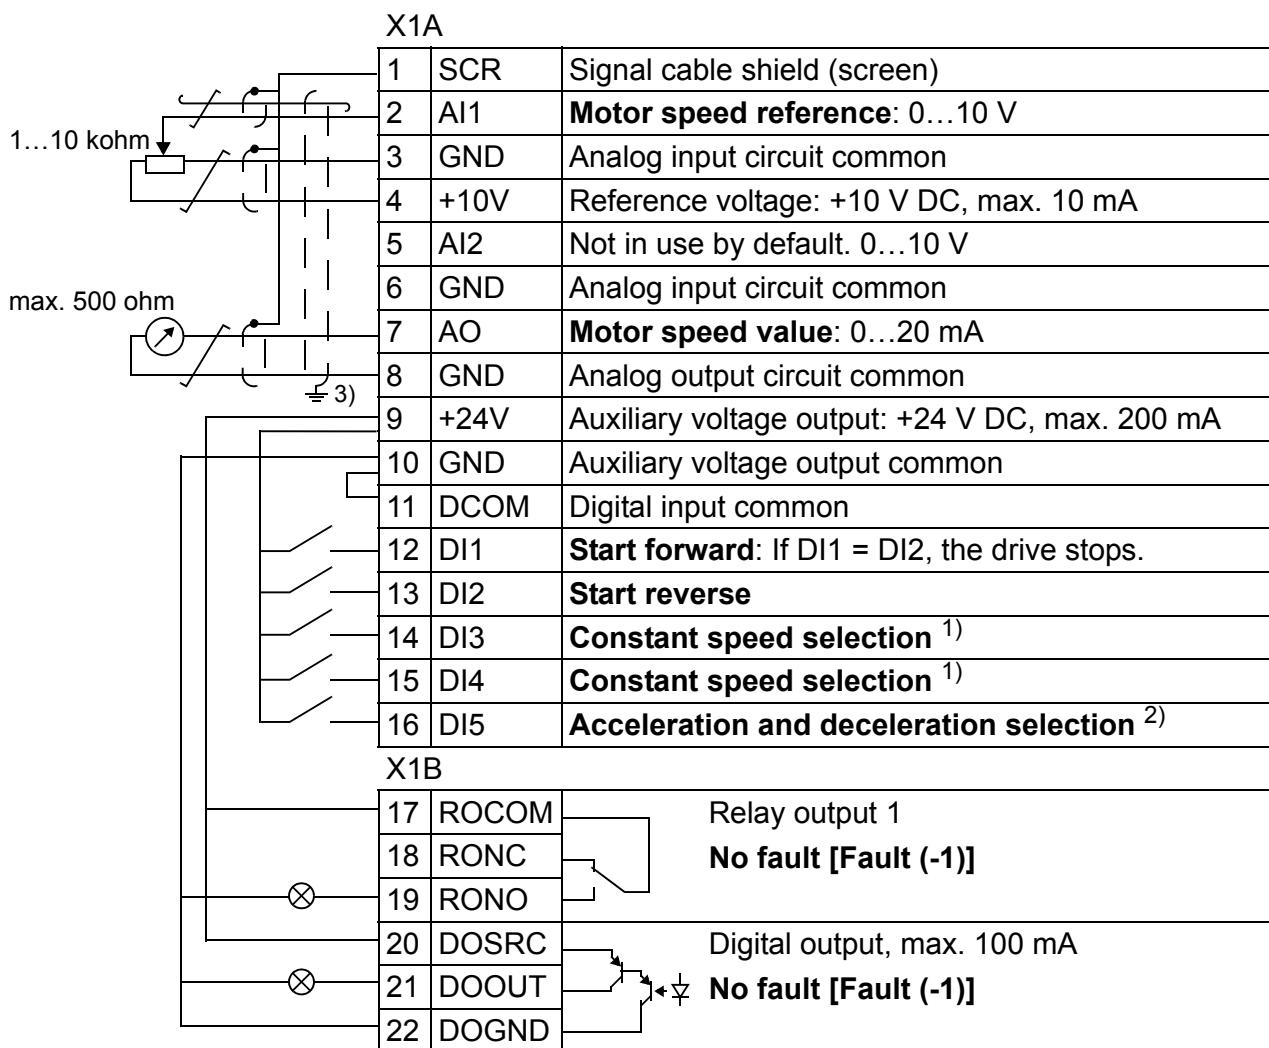 X1A
1 SCR Signal cable shield (screen)
2 AI1 Motor speed reference: 0…10 V
1…10 kohm
3 GND Analog input circuit common
4 +10V Reference voltage: +10 V DC, max. 10 mA
5 AI2 Not in use by default. 0…10 V
6 GND Analog input circuit common
max. 500 ohm
7 AO Motor speed value: 0…20 mA
8 GND Analog output circuit common
3)
9 +24V Auxiliary voltage output: +24 V DC, max. 200 mA
10 GND Auxiliary voltage output common
11 DCOM Digital input common
12 DI1 Start forward: If DI1 = DI2, the drive stops.
13 DI2 Start reverse
14 DI3 Constant speed selection 1)
15 DI4 Constant speed selection 1)
16 DI5 Acceleration and deceleration selection 2)
X1B
17 ROCOM Relay output 1
18 RONC No fault [Fault (-1)]
19 RONO
20 DOSRC Digital output, max. 100 mA
21 DOOUT No fault [Fault (-1)]
22 DOGND